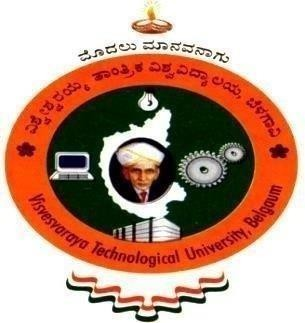 ಮೊದಲು ಮಾನವನಾಗು
ವಿಶ್ವೇಶ್ವರಯ್ಯ ತಾಂತ್ರಿಕ ವಿಶ್ವವಿದ್ಯಾಲಯ, ಬೆಳಗಾವಿ
Visvesvaraya Technological University, Belgaum